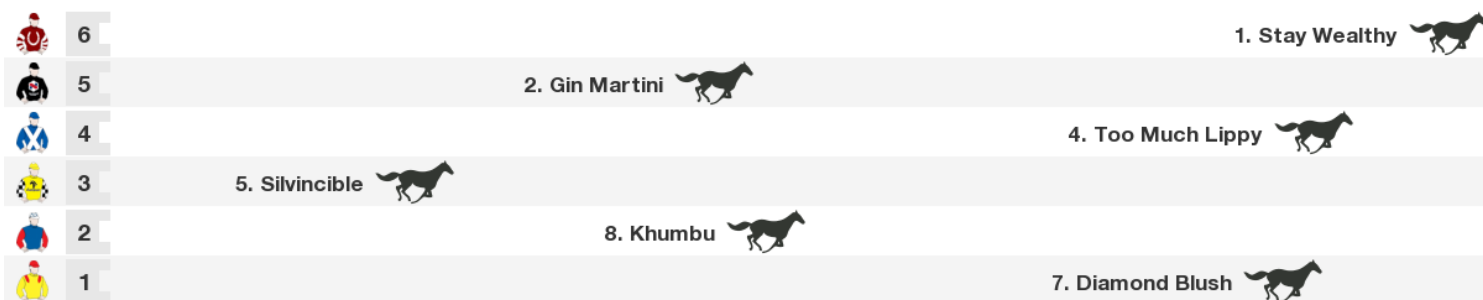 6 1. Stay Wealthy
5 2. Gin Martini
4 4. Too Much Lippy
3 5. Silvincible
2 8. Khumbu
1 7. Diamond Blush